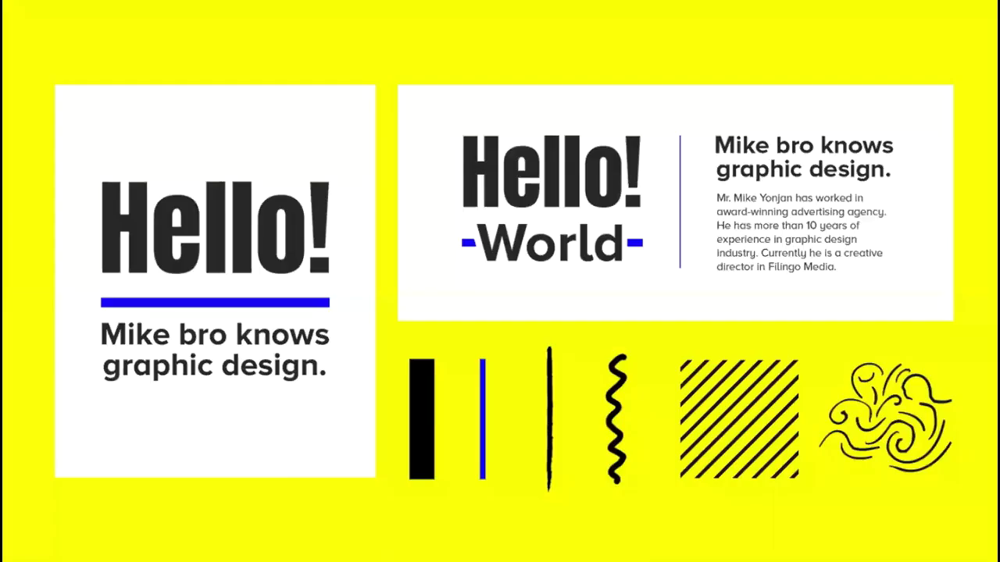 Hello!
Mike bro knows
graphic design.
Hello!
-World-
Mike bro knows
graphic design.
Mr. Mike Yonjan has worked in
award-winning advertising agency.
He has more than 10 years of
experience in graphic design
industry. Currently he is a creative
director in Filingo Media.